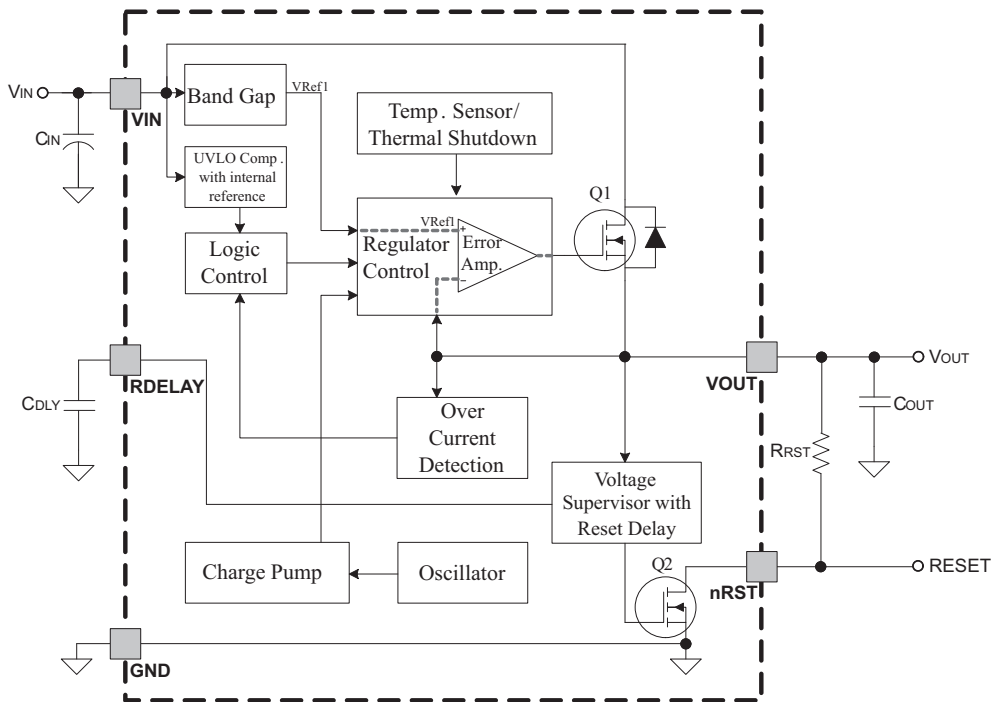 VIN
VIN
CIN
Band Gap
VRef1
Temp. Sensor/
Thermal Shutdown
UVLO Comp.
with internal
reference
Q1
VRef1
+
Regulator
Control
Error
Amp.
−
Logic
Control
RDELAY
CDLY
VOUT
VOUT
COUT
RRST
Over
Current
Detection
Voltage
Supervisor with
Reset Delay
Charge Pump
Oscillator
Q2
nRST
RESET
GND